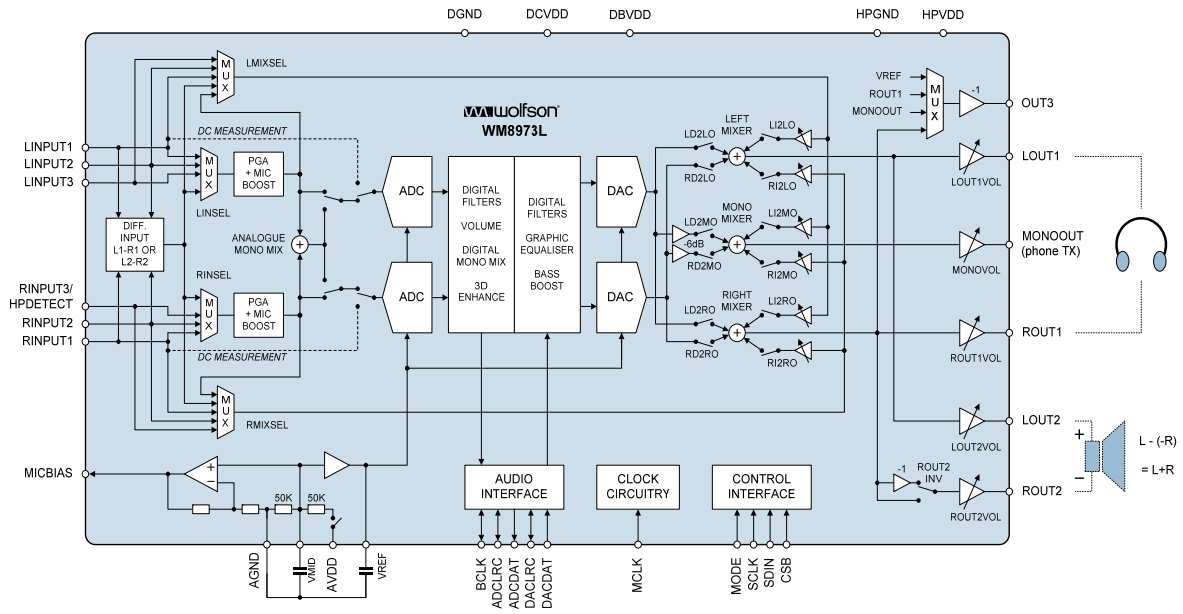 DGND
DCVDD
DBVDD
HPGND
HPVDD
M
U
X
LMIXSEL
VREF
ROUT1
MONOOUT
M
U
X
-1
OUT3
wolfson®
WM8973L
DC MEASUREMENT
LEFT
MIXER
LI2LO
LD2LO
RD2LO
RI2LO
LINPUT1
LINPUT2
LINPUT3
M
U
X
LINSEL
PGA
+ MIC
BOOST
ADC
DAC
LOUT1
LOUT1VOL
DIGITAL
FILTERS
VOLUME
DIGITAL
MONO MIX
3D
ENHANCE
DIGITAL
FILTERS
GRAPHIC
EQUALISER
BASS
BOOST
DIFF.
INPUT
L1-R1 OR
L2-R2
ANALOGUE
MONO MIX
LD2MO
MONO
MIXER
LI2MO
-6dB
RD2MO
RI2MO
MONOOUT
(phone TX)
MONOVOL
RINPUT3/
HPDETECT
RINPUT2
RINPUT1
RINSEL
M
U
X
PGA
+ MIC
BOOST
ADC
DAC
RIGHT
MIXER
LI2RO
LD2RO
RD2RO
RI2RO
ROUT1
ROUT1VOL
DC MEASUREMENT
M
U
X
RMIXSEL
LOUT2
LOUT2VOL
+
−
L - (-R)
= L+R
MICBIAS
+
−
50K
50K
AUDIO
INTERFACE
CLOCK
CIRCUITRY
CONTROL
INTERFACE
-1
ROUT2
INV
ROUT2
ROUT2VOL
AGND
VMID
AVDD
VREF
BCLK
ADCLRC
ADCDAT
DACLRC
DACDAT
MCLK
MODE
SCLK
SDIN
CSB